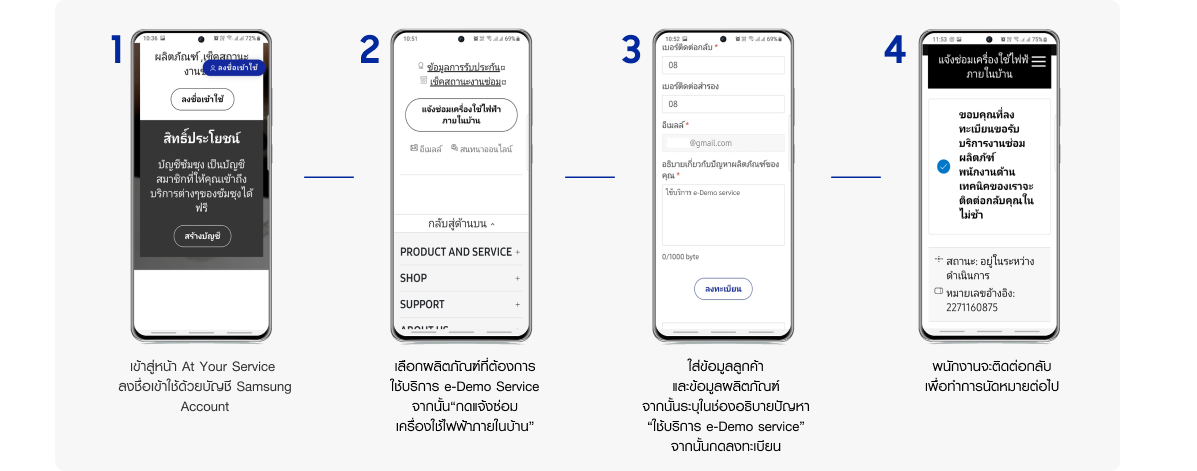 1
10:36
72%
ผลิตภัณฑ์ ,เช็คสถานะ
ลงชื่อเข้าใช้
ลงชื่อเข้าใช้
สิทธิ์ประโยชน์
บัญชีซัมซุง เป็นบัญชี
สมาชิกที่ให้คุณเข้าถึง
บริการต่างๆของซัมซุงได้
ฟรี
สร้างบัญชี
เข้าสู่หน้า At Your Service
ลงชื่อเข้าใช้ด้วยบัญชี Samsung
Account
2
10:51
69%
ข้อมูลการรับประกัน
เช็คสถานะงานซ่อม
แจ้งซ่อมเครื่องใช้ไฟฟ้า
ภายในบ้าน
อีเมลล์ สนทนาออนไลน์
กลับสู่ด้านบน
PRODUCT AND SERVICE +
SHOP +
SUPPORT +
ABOUT US +
เลือกผลิตภัณฑ์ที่ต้องการ
ใช้บริการ e-Demo Service
จากนั้น“กดแจ้งซ่อม
เครื่องใช้ไฟฟ้าภายในบ้าน”
3
10:52
69%
เบอร์ติดต่อกลับ *
08
เบอร์ติดต่อสำรอง
08
อีเมลล์ *
@gmail.com
อธิบายเกี่ยวกับปัญหาผลิตภัณฑ์ของ
คุณ *
ใช้บริการ e-Demo service
0/1000 byte
ลงทะเบียน
ใส่ข้อมูลลูกค้า
และข้อมูลผลิตภัณฑ์
จากนั้นระบุในช่องอธิบายปัญหา
“ใช้บริการ e-Demo service”
จากนั้นกดลงทะเบียน
4
11:53
75%
แจ้งซ่อมเครื่องใช้ไฟฟ้า
ภายในบ้าน
ขอบคุณที่ลง
ทะเบียนขอรับ
บริการงานซ่อม
ผลิตภัฑ์
พนักงานด้าน
เทคนิคของเราจะ
ติดต่อกลับคุณใน
ไม่ช้า
สถานะ: อยู่ในระหว่าง
ดำเนินการ
หมายเลขอ้างอิง:
2271160875
พนักงานจะติดต่อกลับ
เพื่อทำการนัดหมายต่อไป